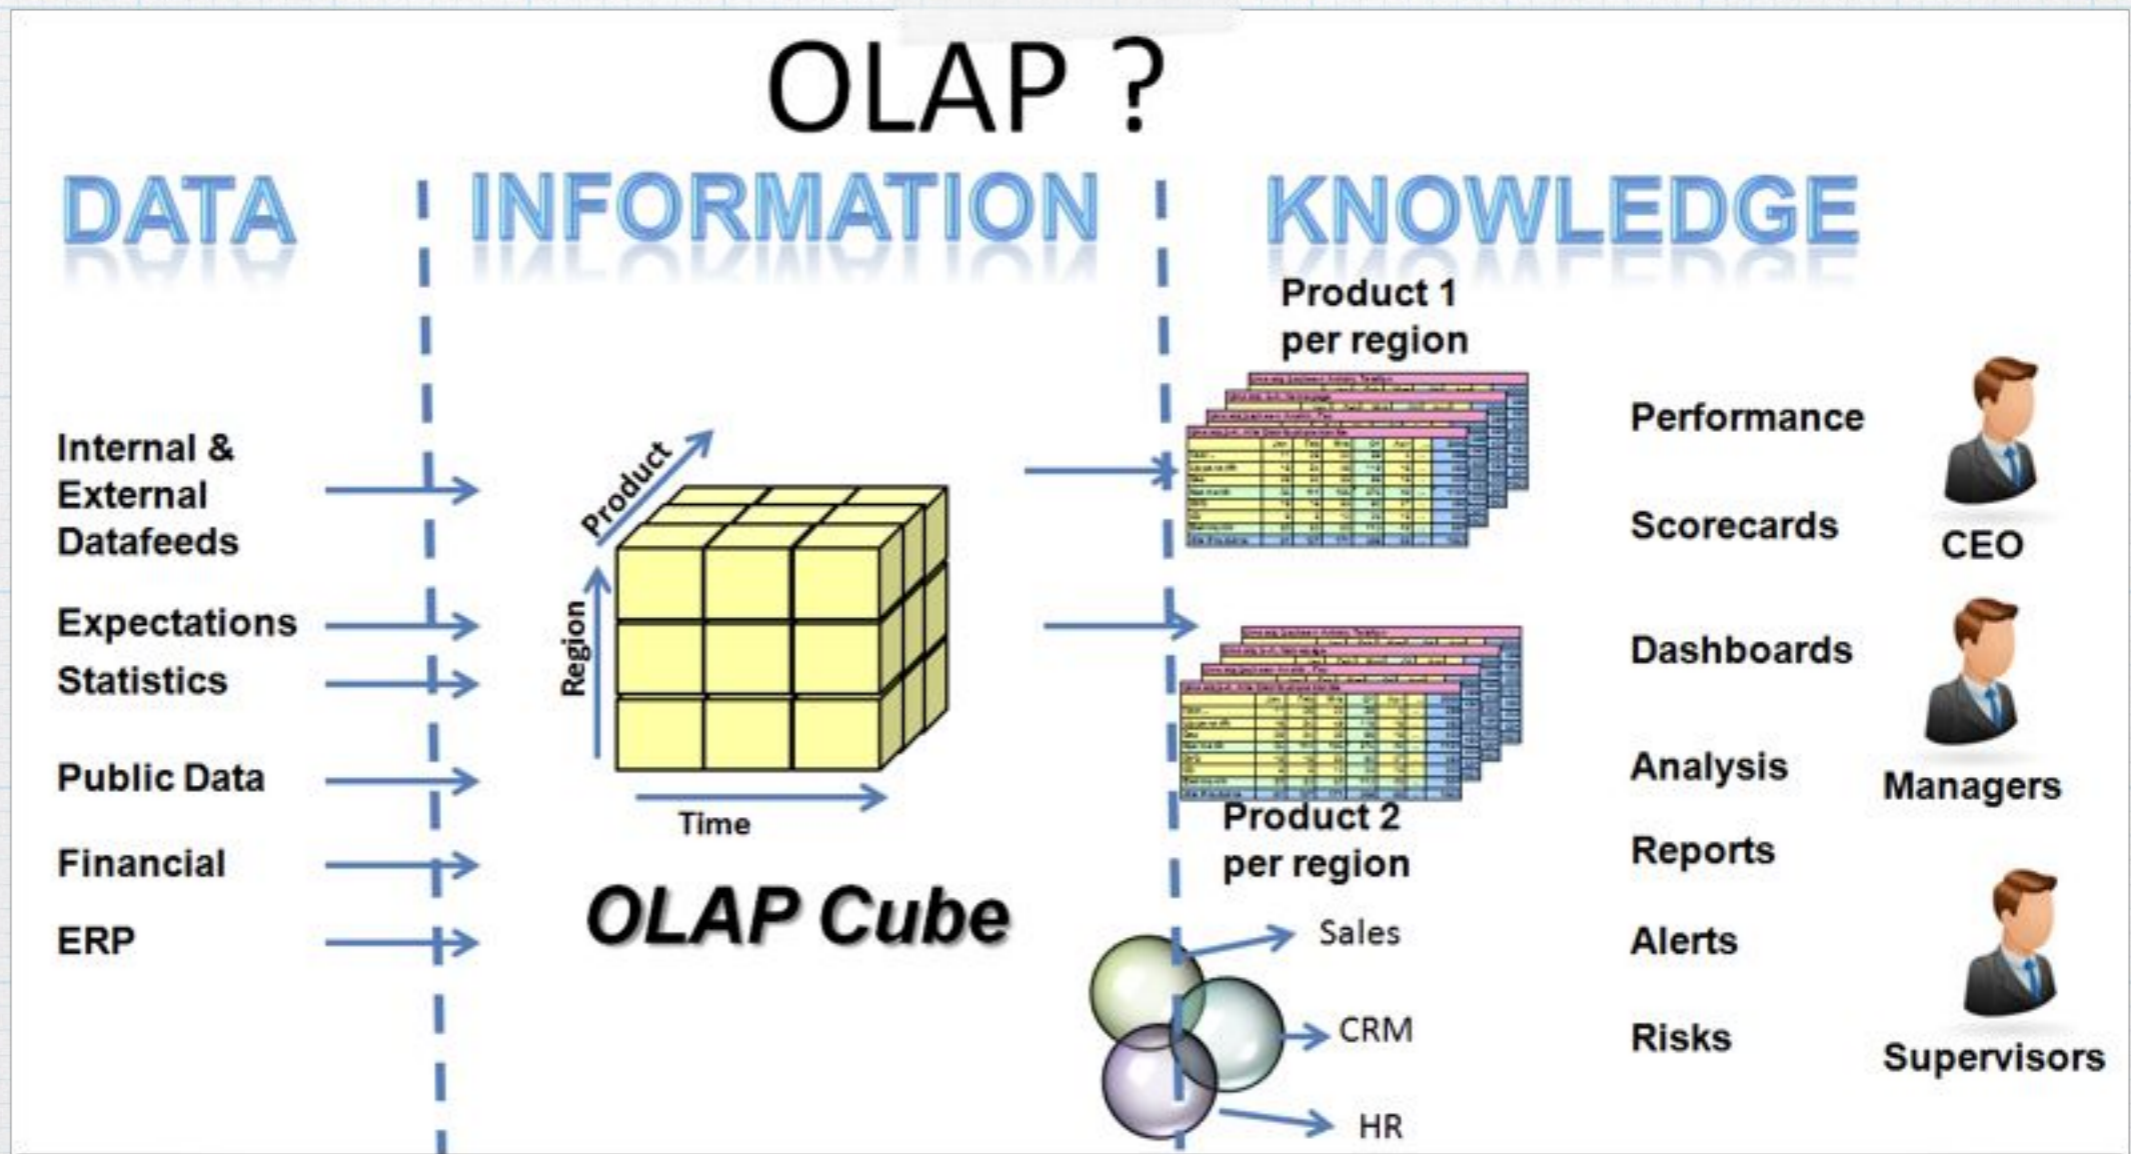 OLAP ?
DATA
INFORMATION
KNOWLEDGE
Internal &
External
Datafeeds
Expectations
Statistics
Public Data
Financial
ERP
Product
Region
Time
OLAP Cube
Product 1
per region
Product 2
per region
Sales
CRM
HR
Performance
Scorecards
Dashboards
Analysis
Reports
Alerts
Risks
CEO
Managers
Supervisors